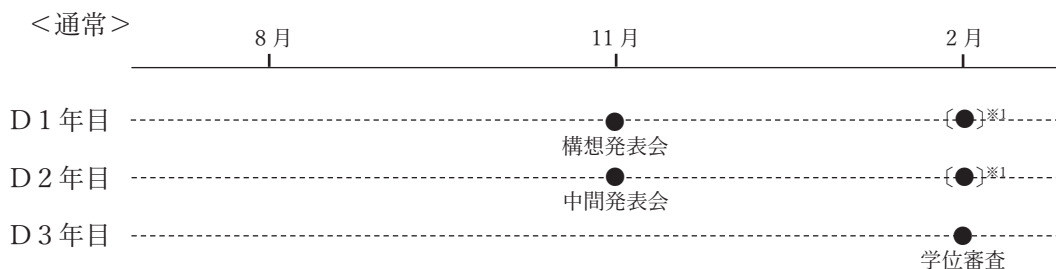 ＜通常＞
8月 11月 2月
D1年目 〔●〕※1
構想発表会
D2年目 〔●〕※1
中間発表会
D3年目
学位審査